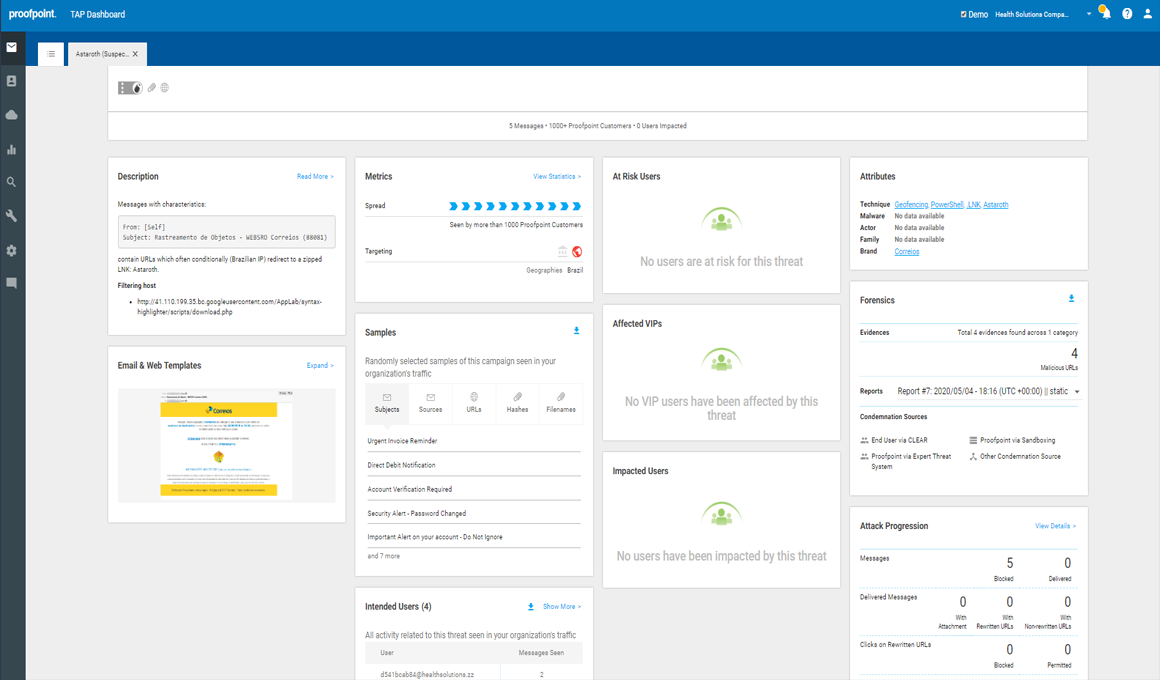 proofpoint.
TAP Dashboard
Demo
Health Solutions Compa...
Astaroth (Suspec...
5 Messages • 1000+ Proofpoint Customers • 0 Users Impacted
Description
Read More >
Messages with characteristics:
From: [Self]
Subject: Rastreamento de Objetos - WEBSRO Correios (88081)
contain URLs which often conditionally (Brazilian IP) redirect to a zipped
LNK: Astaroth.
Filtering host
• http://41.110.199.35.bc.googleusercontent.com/AppLab/syntax-
highlighter/scripts/download.php
Email & Web Templates
Expand >
Correios
Metrics
View Statistics >
Spread
Seen by more than 1000 Proofpoint Customers
Targeting
Geographies Brazil
Samples
Randomly selected samples of this campaign seen in your
organization's traffic
Subjects
Sources
URLs
Hashes
Filenames
Urgent Invoice Reminder
Direct Debit Notification
Account Verification Required
Security Alert - Password Changed
Important Alert on your account - Do Not Ignore
and 7 more
Intended Users (4)
Show More >
All activity related to this threat seen in your organization's traffic
User Messages Seen
d541bcab84@healthsolutions.zz 2
At Risk Users
No users are at risk for this threat
Affected VIPs
No VIP users have been affected by this
threat
Impacted Users
No users have been impacted by this threat
Attributes
Technique Geofencing, PowerShell, .LNK, Astaroth
Malware No data available
Actor No data available
Family No data available
Brand Correios
Forensics
Evidences Total 4 evidences found across 1 category
4
Malicious URLs
Reports Report #7: 2020/05/04 - 18:16 (UTC +00:00) || static
Condemnation Sources
End User via CLEAR
Proofpoint via Sandboxing
Proofpoint via Expert Threat
System
Other Condemnation Source
Attack Progression
View Details >
Messages
5 0
Blocked Delivered
Delivered Messages
0 0 0
With With With
Attachment Rewritten URLs Non-rewritten URLs
Clicks on Rewritten URLs
0 0
Blocked Permitted